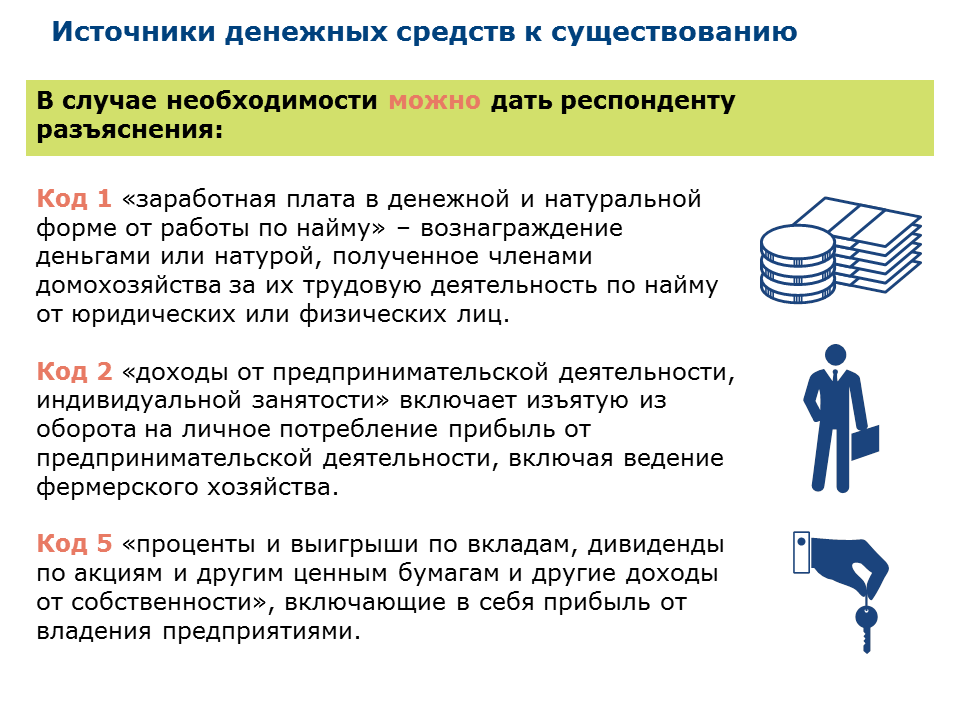 Источники денежных средств к существованию
В случае необходимости можно дать респонденту
разъяснения:
Код 1 «заработная плата в денежной и натуральной
форме от работы по найму» – вознаграждение
деньгами или натурой, полученное членами
домохозяйства за их трудовую деятельность по найму
от юридических или физических лиц.
Код 2 «доходы от предпринимательской деятельности,
индивидуальной занятости» включает изъятую из
оборота на личное потребление прибыль от
предпринимательской деятельности, включая ведение
фермерского хозяйства.
Код 5 «проценты и выигрыши по вкладам, дивиденды
по акциям и другим ценным бумагам и другие доходы
от собственности», включающие в себя прибыль от
владения предприятиями.